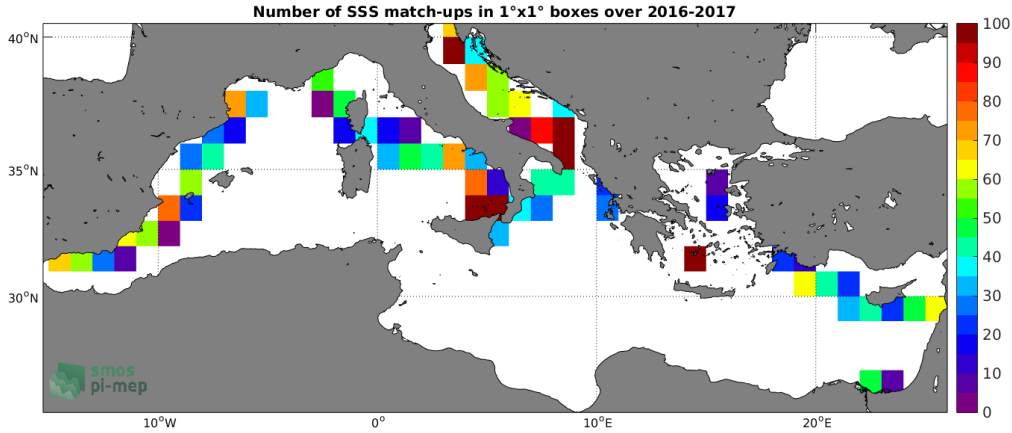 Number of SSS match-ups in 1°x1° boxes over 2016-2017
40°N
35°N
30°N
10°W
0°
10°E
20°E
100
90
80
70
60
50
40
30
20
10
0
smos
pi-mep